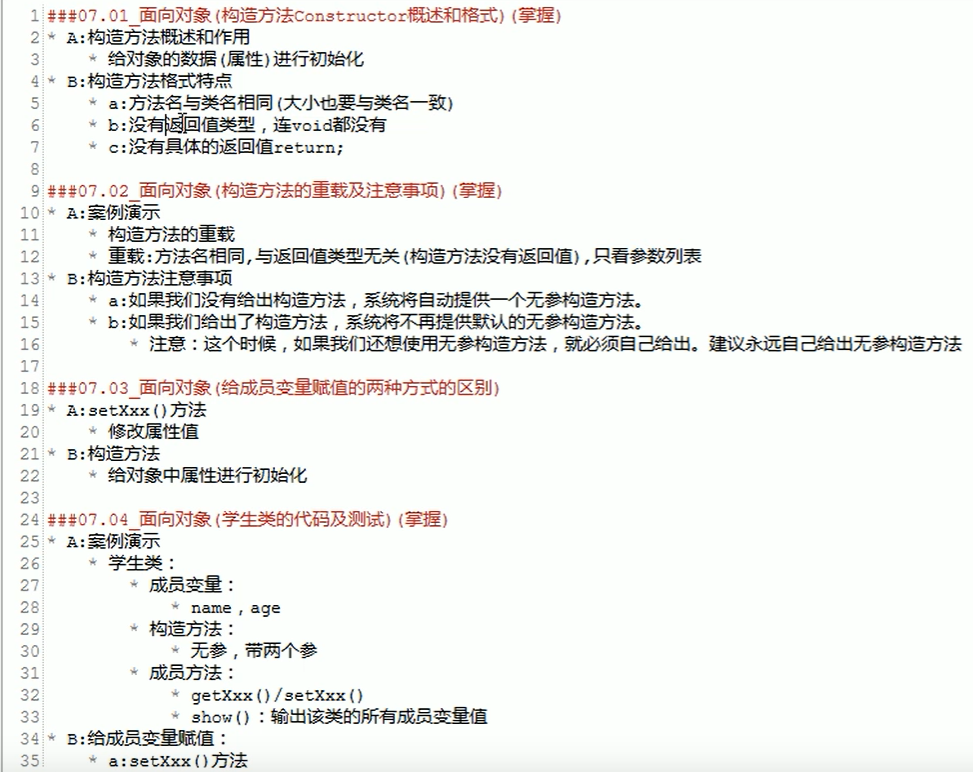 1 ###07.01_面向对象(构造方法Constructor概述和格式)(掌握)
2 * A:构造方法概述和作用
3 * 给对象的数据(属性)进行初始化
4 * B:构造方法格式特点
5 * a:方法名与类名相同(大小也要与类名一致)
6 * b:没有返回值类型，连void都没有
7 * c:没有具体的返回值return;
8
9 ###07.02_面向对象(构造方法的重载及注意事项)(掌握)
10 * A:案例演示
11 * 构造方法的重载
12 * 重载:方法名相同,与返回值类型无关(构造方法没有返回值),只看参数列表
13 * B:构造方法注意事项
14 * a:如果我们没有给出构造方法，系统将自动提供一个无参构造方法。
15 * b:如果我们给出了构造方法，系统将不再提供默认的无参构造方法。
16 * 注意：这个时候，如果我们还想使用无参构造方法，就必须自己给出。建议永远自己给出无参构造方法
17
18 ###07.03_面向对象(给成员变量赋值的两种方式的区别)
19 * A:setXxx()方法
20 * 修改属性值
21 * B:构造方法
22 * 给对象中属性进行初始化
23
24 ###07.04_面向对象(学生类的代码及测试)(掌握)
25 * A:案例演示
26 * 学生类：
27 * 成员变量：
28 * name，age
29 * 构造方法：
30 * 无参，带两个参
31 * 成员方法：
32 * getXxx()/setXxx()
33 * show()：输出该类的所有成员变量值
34 * B:给成员变量赋值：
35 * a:setXxx()方法